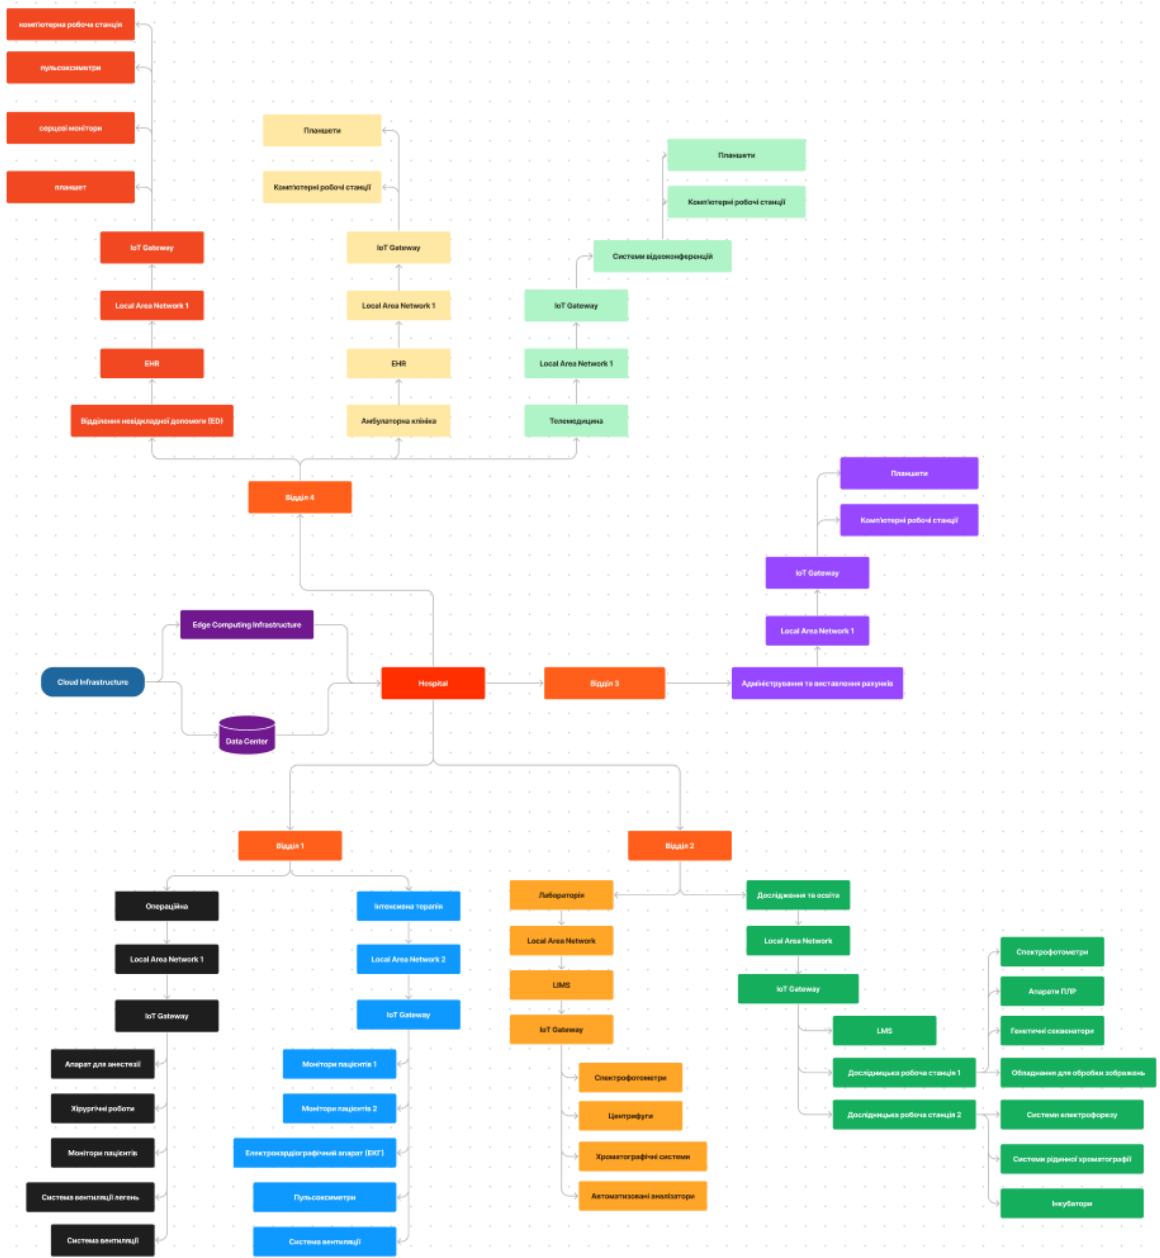 комп'ютерна робоча станція
пульсоксиметри
серцеві монітори
планшет
IoT Gateway
Local Area Network 1
EHR
Відділення невідкладної допомоги (ED)
Планшети
Комп'ютерні робочі станції
IoT Gateway
Local Area Network 1
EHR
Амбулаторна клініка
Планшети
Комп'ютерні робочі станції
Системи відеоконференцій
IoT Gateway
Local Area Network 1
Телемедицина
Відділ 4
Планшети
Комп'ютерні робочі станції
IoT Gateway
Local Area Network 1
Адміністрування та виставлення рахунків
Edge Computing Infrastructure
Cloud Infrastructure
Data Center
Hospital
Відділ 3
Відділ 1
Відділ 2
Операційна
Local Area Network 1
IoT Gateway
Апарат для анестезії
Хірургічні роботи
Монітори пацієнтів
Система вентиляції легень
Система вентиляції
Інтенсивна терапія
Local Area Network 2
IoT Gateway
Монітори пацієнтів 1
Монітори пацієнтів 2
Електрокардіографічний апарат (ЕКГ)
Пульсоксиметри
Система вентиляції
Лабораторія
Local Area Network
LIMS
IoT Gateway
Спектрофотометри
Центрифуги
Хроматографічні системи
Автоматизовані аналізатори
Дослідження та освіта
Local Area Network
IoT Gateway
LMS
Дослідницька робоча станція 1
Дослідницька робоча станція 2
Спектрофотометри
Апарати ПЛР
Генетичні секвенатори
Обладнання для обробки зображень
Системи електрофорезу
Системи рідинної хроматографії
Інкубатори